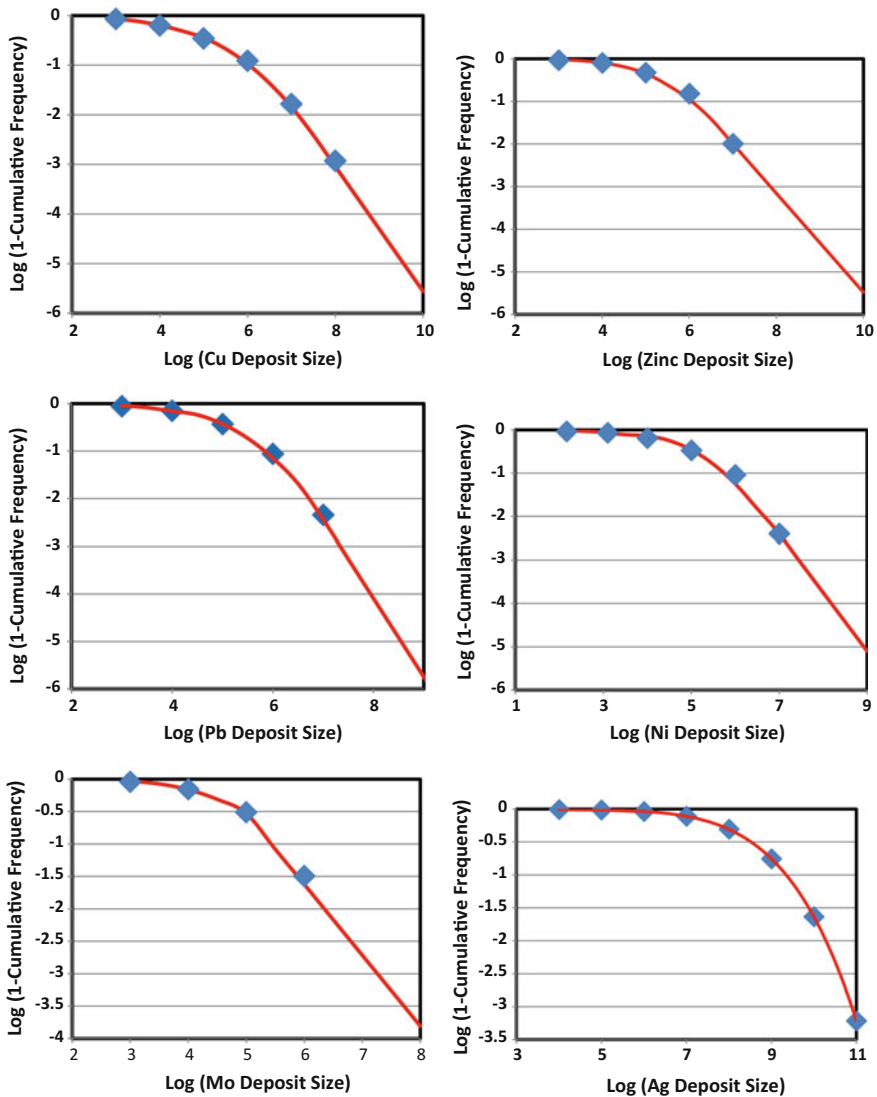 Log (1-Cumulative Frequency)
0
-1
-2
-3
-4
-5
-6
2 4 6 8 10
Log (Cu Deposit Size)
Log (1-Cumulative Frequency)
0
-1
-2
-3
-4
-5
-6
2 4 6 8 10
Log (Zinc Deposit Size)
Log (1-Cumulative Frequency)
0
-1
-2
-3
-4
-5
-6
2 4 6 8
Log (Pb Deposit Size)
Log (1-Cumulative Frequency)
0
-1
-2
-3
-4
-5
-6
1 3 5 7 9
Log (Ni Deposit Size)
Log (1-Cumulative Frequency)
0
-0.5
-1
-1.5
-2
-2.5
-3
-3.5
-4
2 3 4 5 6 7 8
Log (Mo Deposit Size)
Log (1-Cumulative Frequency)
0
-0.5
-1
-1.5
-2
-2.5
-3
-3.5
3 5 7 9 11
Log (Ag Deposit Size)